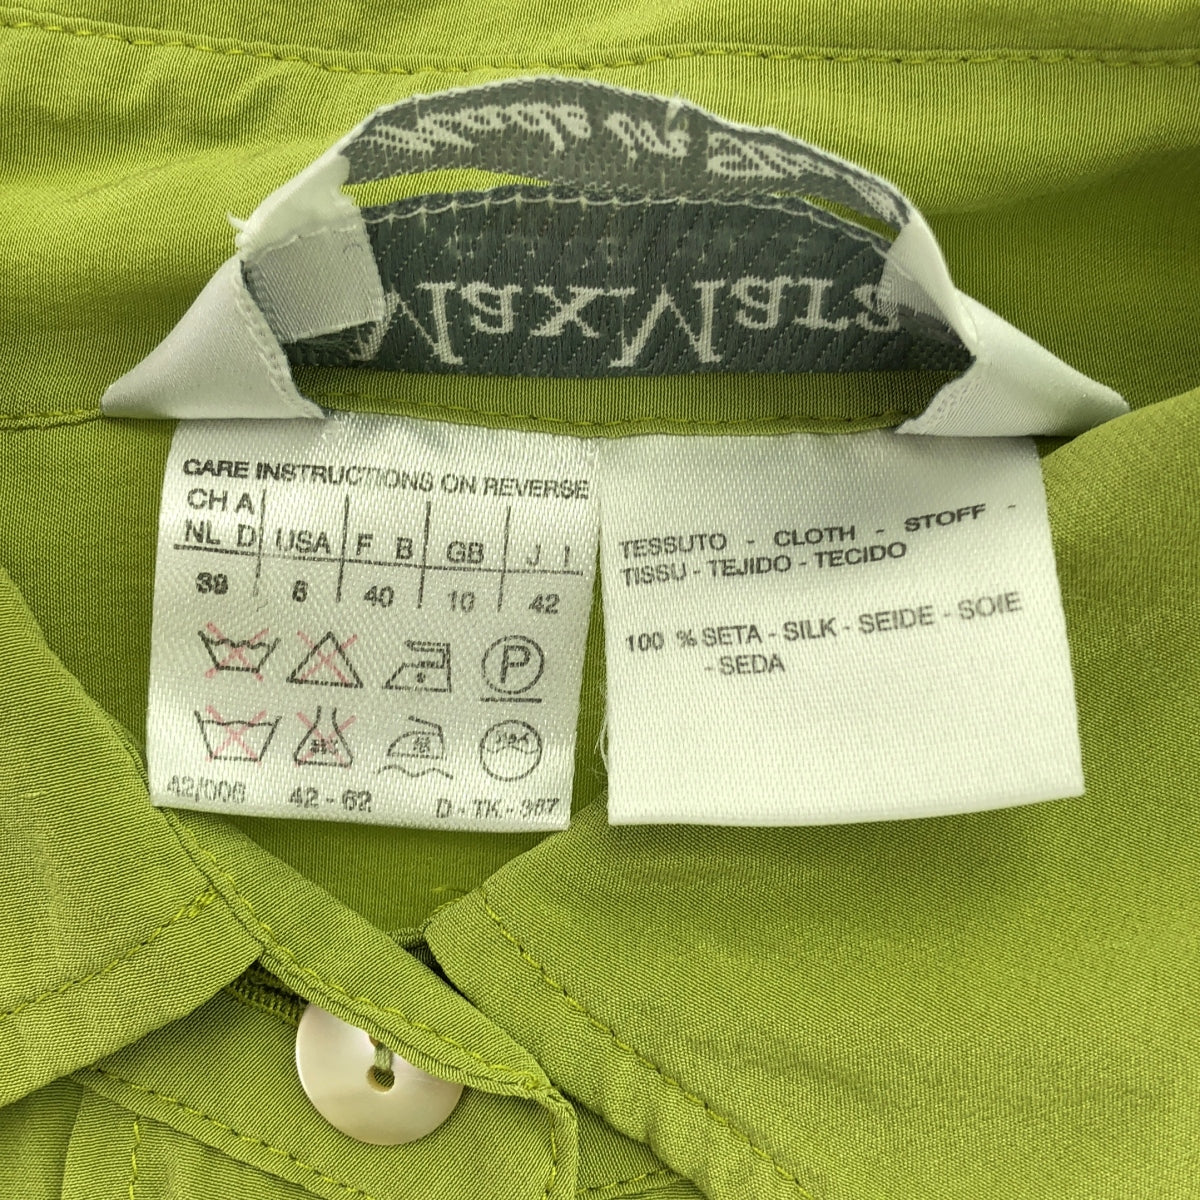 MaxMara
CARE INSTRUCTIONS ON REVERSE
CH A
NL D USA F B GB J I
38 8 40 10 42
P
42/006 42-62 D-TK-367
TESSUTO - CLOTH - STOFF -
TISSU - TEJIDO - TECIDO
100 % SETA - SILK - SEIDE - SOIE
- SEDA